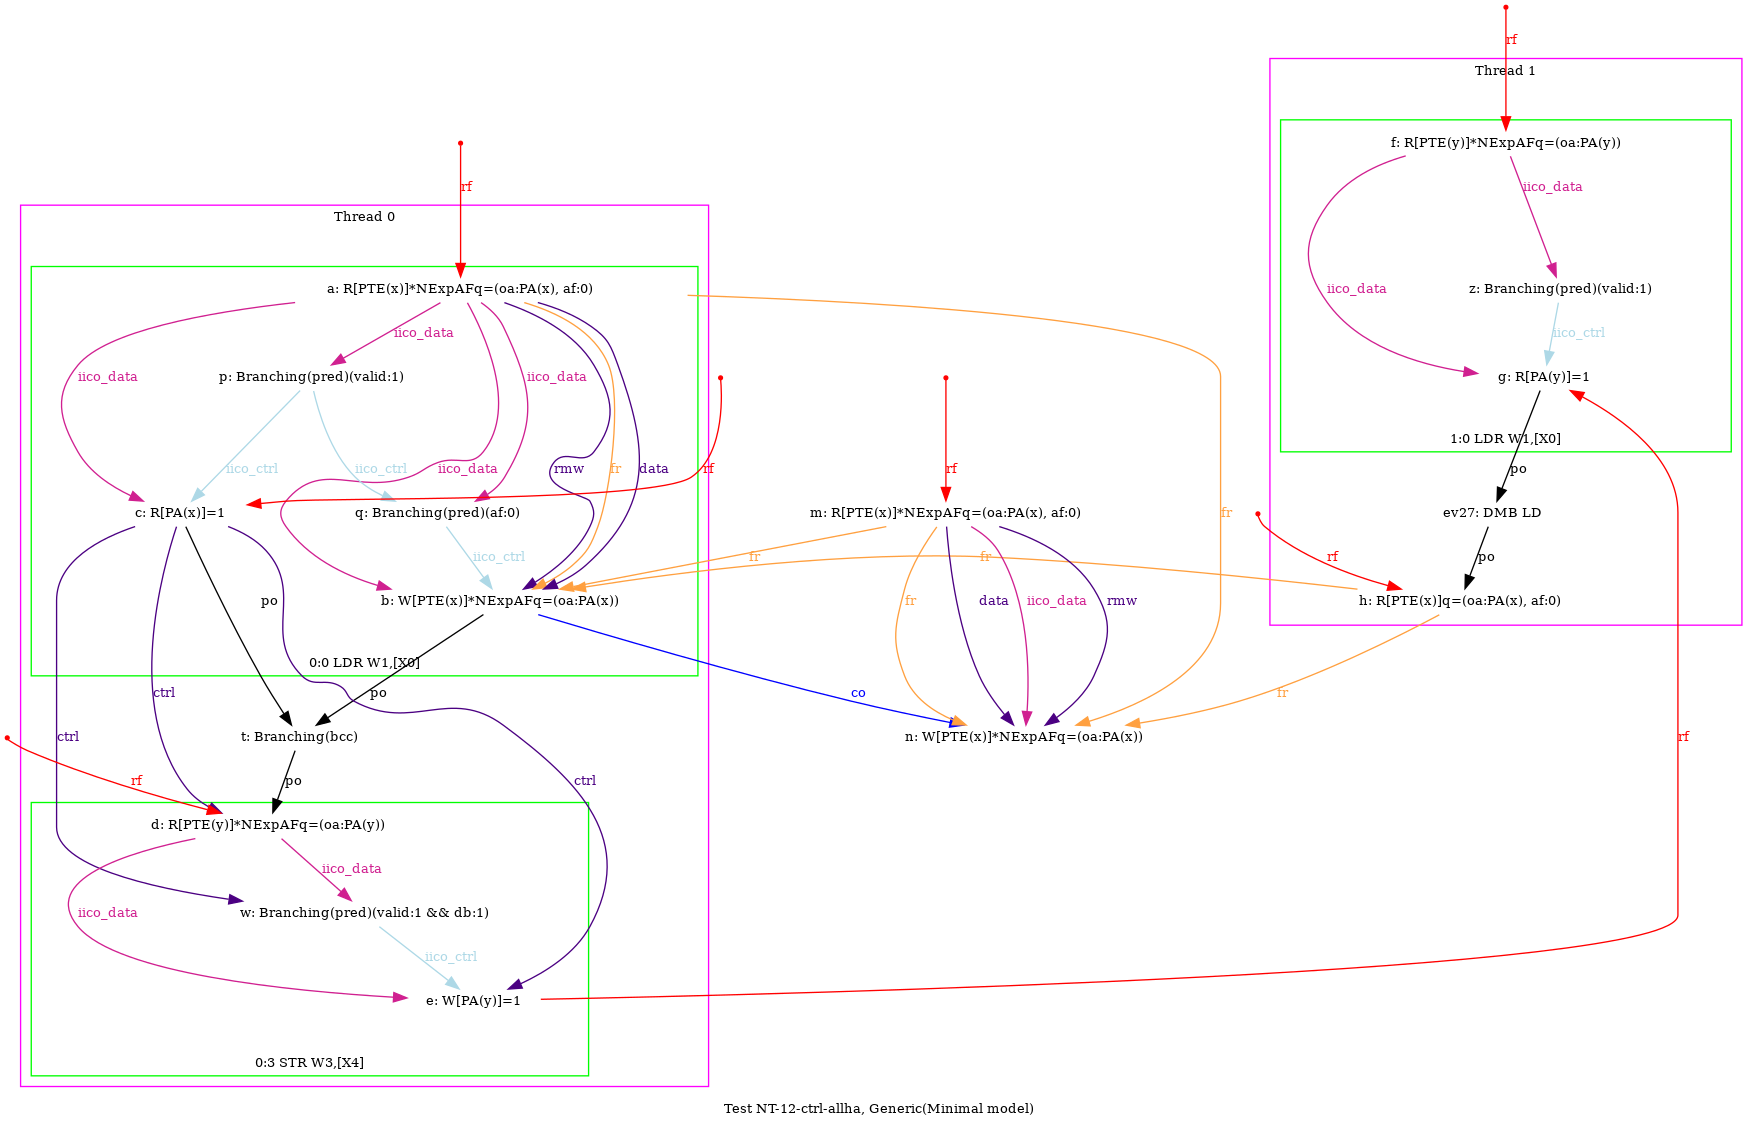 rf
Thread 1
f: R[PTE(y)]*NExpAFq=(oa:PA(y))
rf
iico_data
Thread 0
a: R[PTE(x)]*NExpAFq=(oa:PA(x), af:0)
iico_data
z: Branching(pred)(valid:1)
iico_data
iico_ctrl
iico_data
p: Branching(pred)(valid:1)
iico_data
g: R[PA(y)]=1
1:0 LDR W1,[X0]
iico_ctrl
iico_ctrl
iico_data
rmw
fr
data
rf
rf
po
c: R[PA(x)]=1
q: Branching(pred)(af:0)
m: R[PTE(x)]*NExpAFq=(oa:PA(x), af:0)
fr
ev27: DMB LD
iico_ctrl
fr
fr
rf
po
po
b: W[PTE(x)]*NExpAFq=(oa:PA(x))
fr
data
iico_data
rmw
h: R[PTE(x)]q=(oa:PA(x), af:0)
0:0 LDR W1,[X0]
ctrl
po
co
fr
ctrl
t: Branching(bcc)
n: W[PTE(x)]*NExpAFq=(oa:PA(x))
rf
rf
po
ctrl
d: R[PTE(y)]*NExpAFq=(oa:PA(y))
iico_data
iico_data
w: Branching(pred)(valid:1 && db:1)
iico_ctrl
e: W[PA(y)]=1
0:3 STR W3,[X4]
Test NT-12-ctrl-allha, Generic(Minimal model)